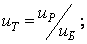 u_T = u_P / u_Б ;